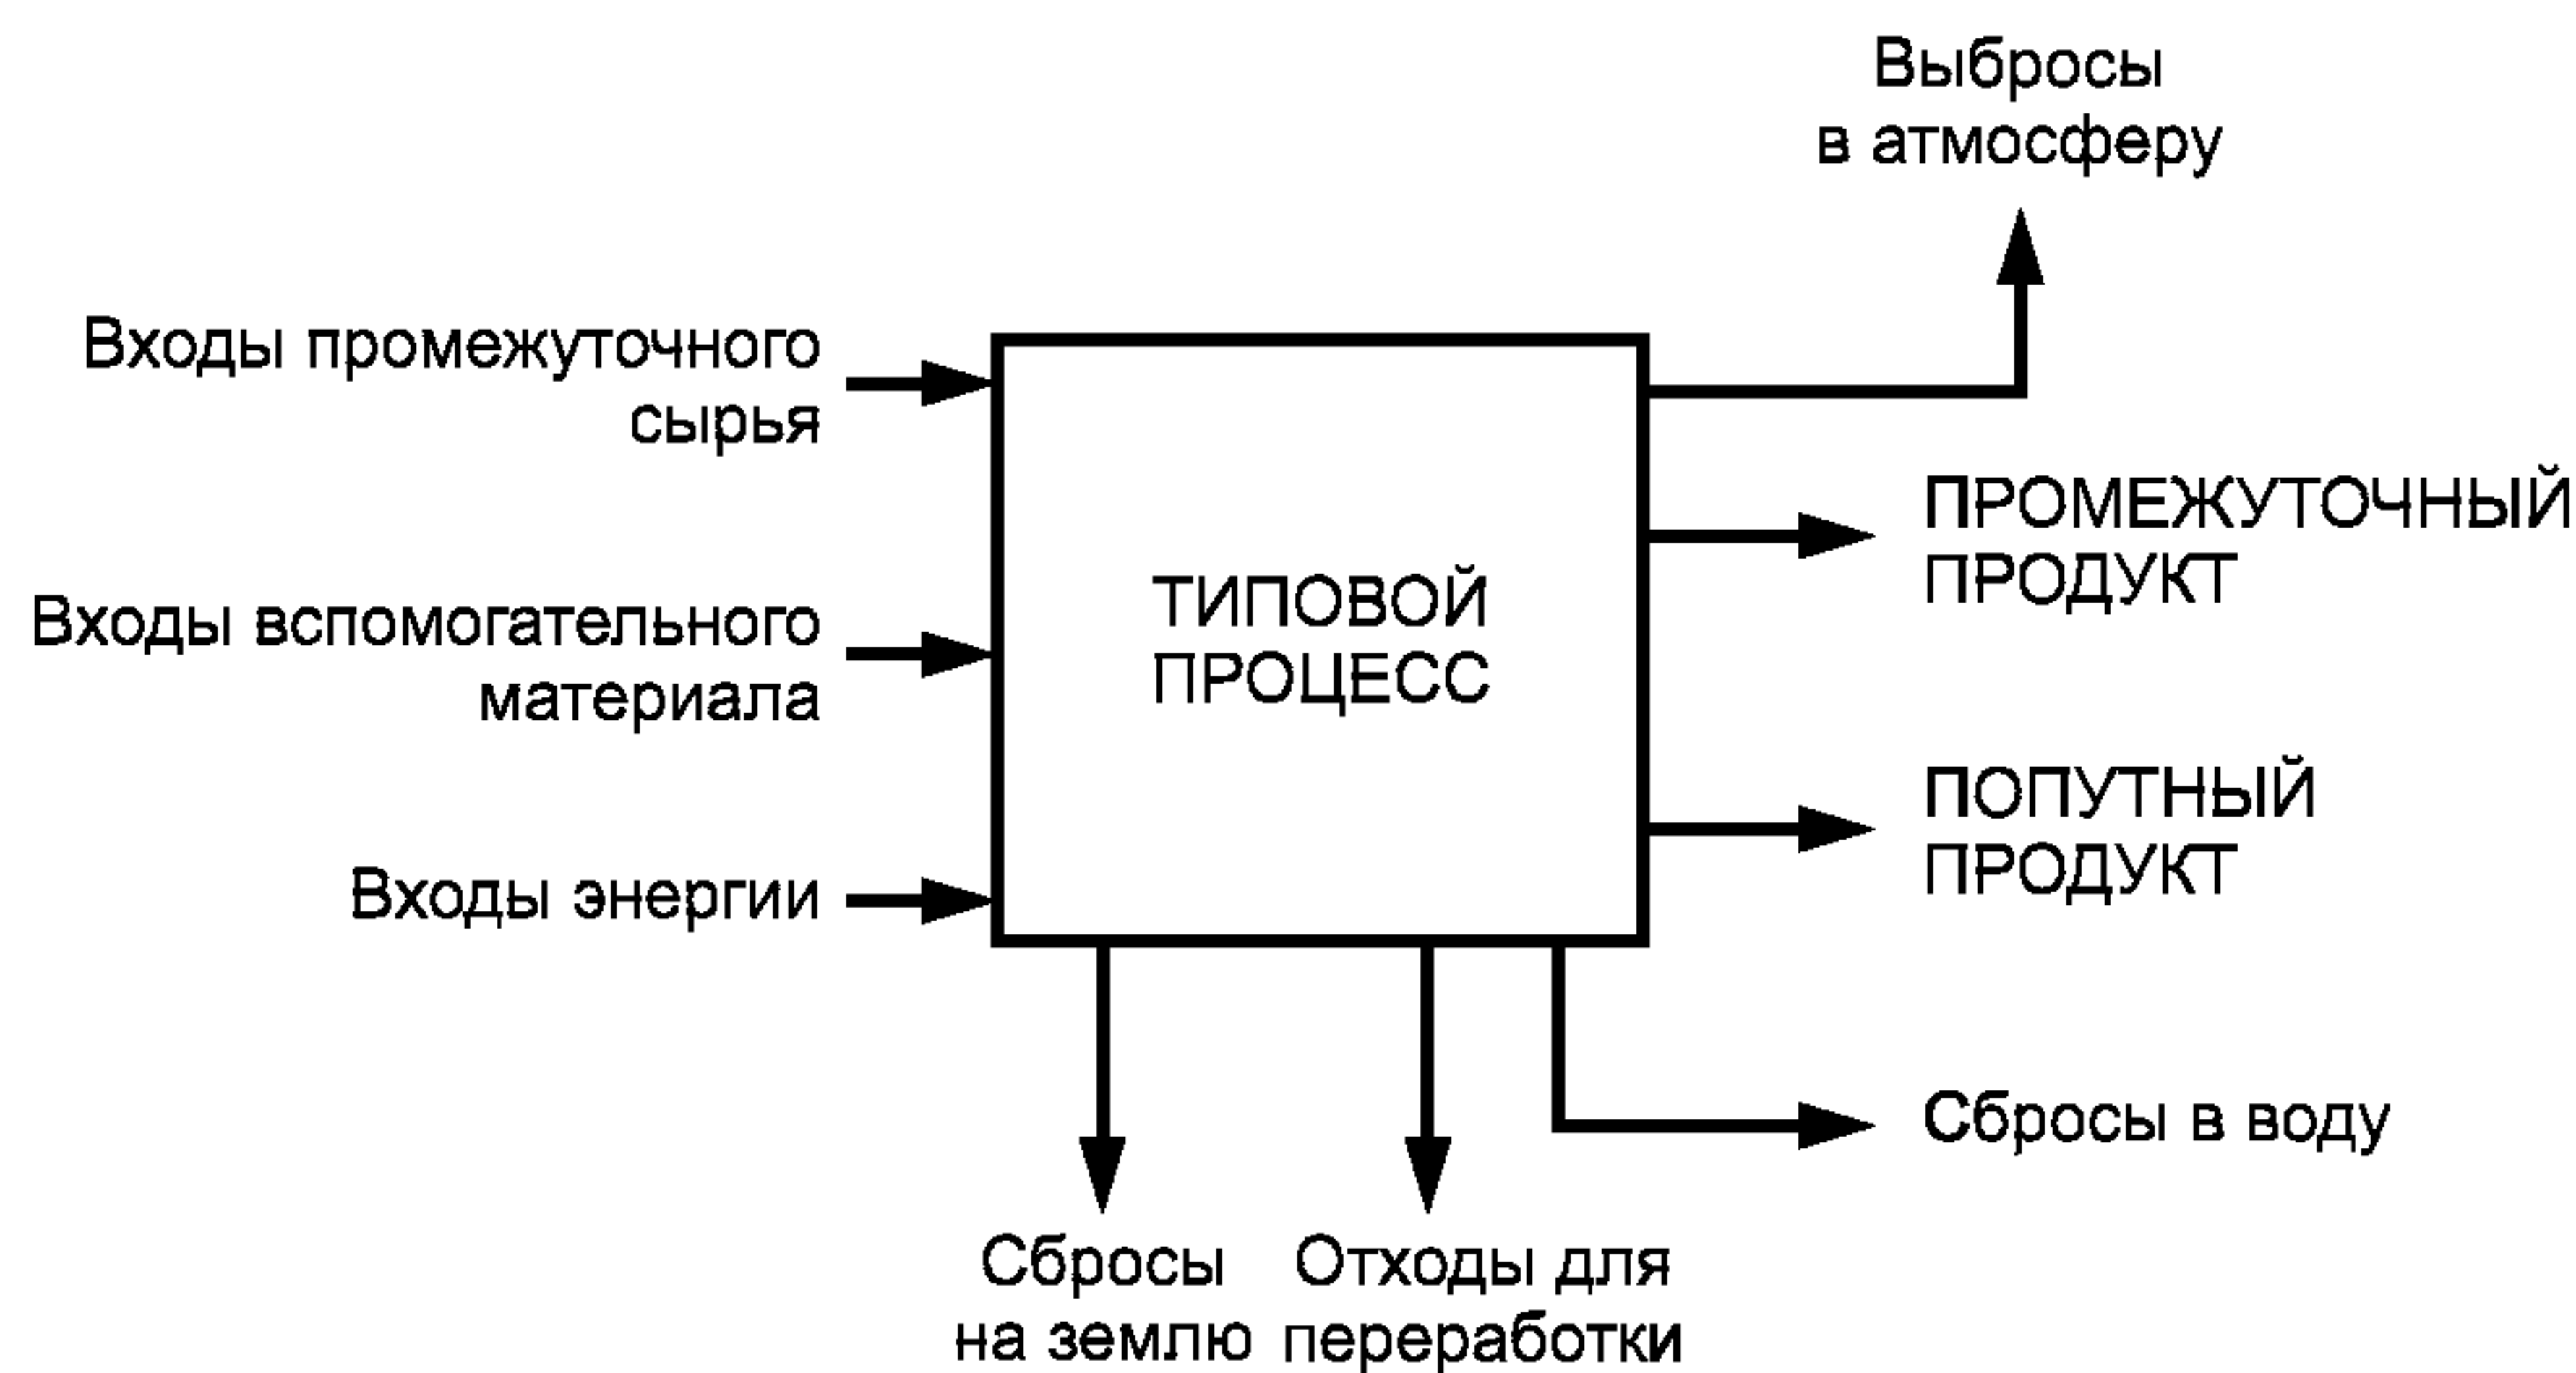 Выбросы
в атмосферу
Входы промежуточного
сырья
ПРОМЕЖУТОЧНЫЙ
ПРОДУКТ
Входы вспомогательного
материала
ТИПОВОЙ
ПРОЦЕСС
ПОПУТНЫЙ
ПРОДУКТ
Входы энергии
Сбросы в воду
Сбросы
на землю
Отходы для
переработки